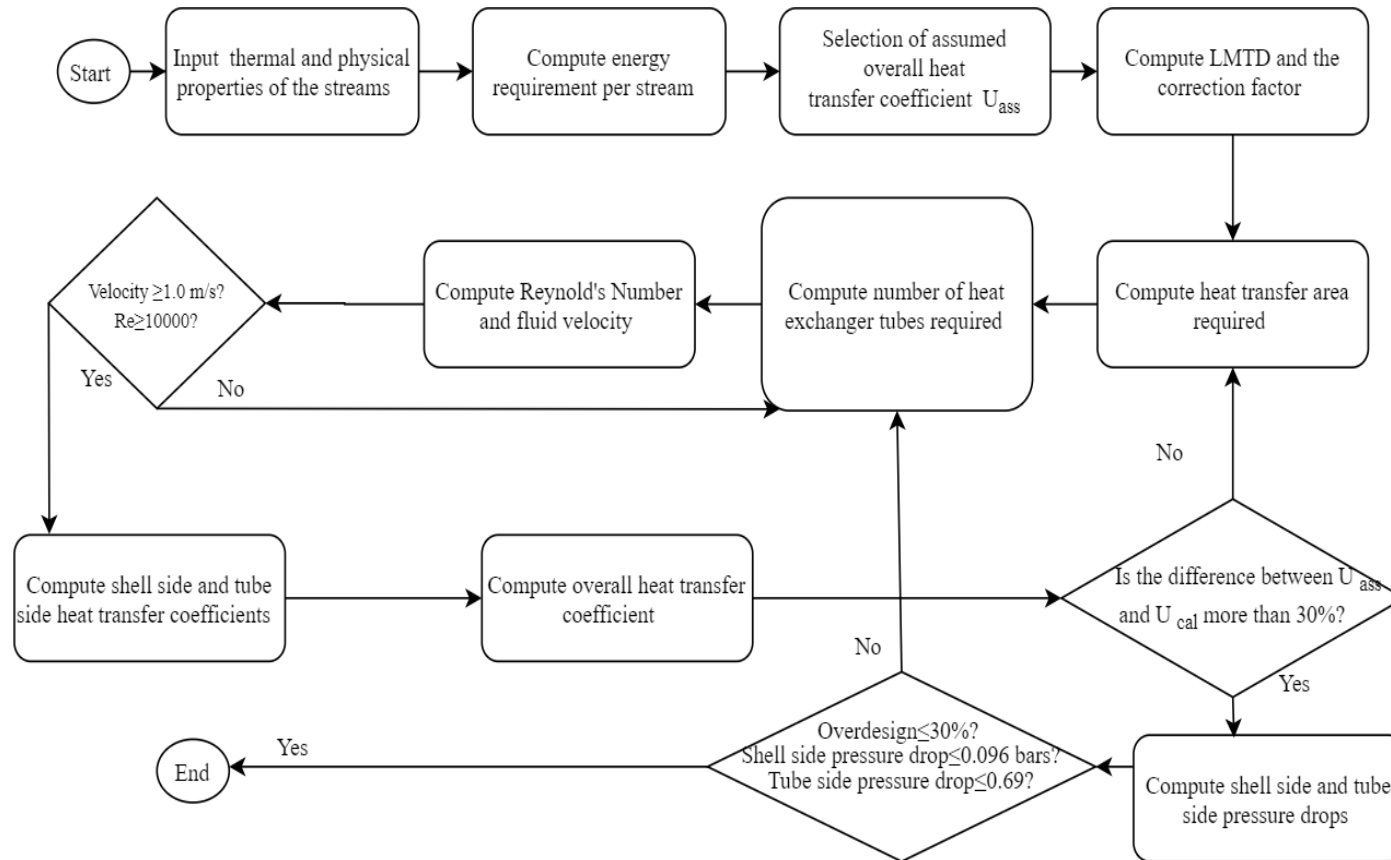 Start
Input thermal and physical
properties of the streams
Compute energy
requirement per stream
Selection of assumed
overall heat
transfer coefficient U ass
Compute LMTD and the
correction factor
Velocity ≥1.0 m/s?
Re≥10000?
Yes
No
Compute Reynold's Number
and fluid velocity
Compute number of heat
exchanger tubes required
Compute heat transfer area
required
No
Compute shell side and tube
side heat transfer coefficients
Compute overall heat transfer
coefficient
Is the difference between U ass
and U cal more than 30%?
No
Yes
End
Yes
Overdesign≤30%?
Shell side pressure drop≤0.096 bars?
Tube side pressure drop≤0.69?
Compute shell side and tube
side pressure drops